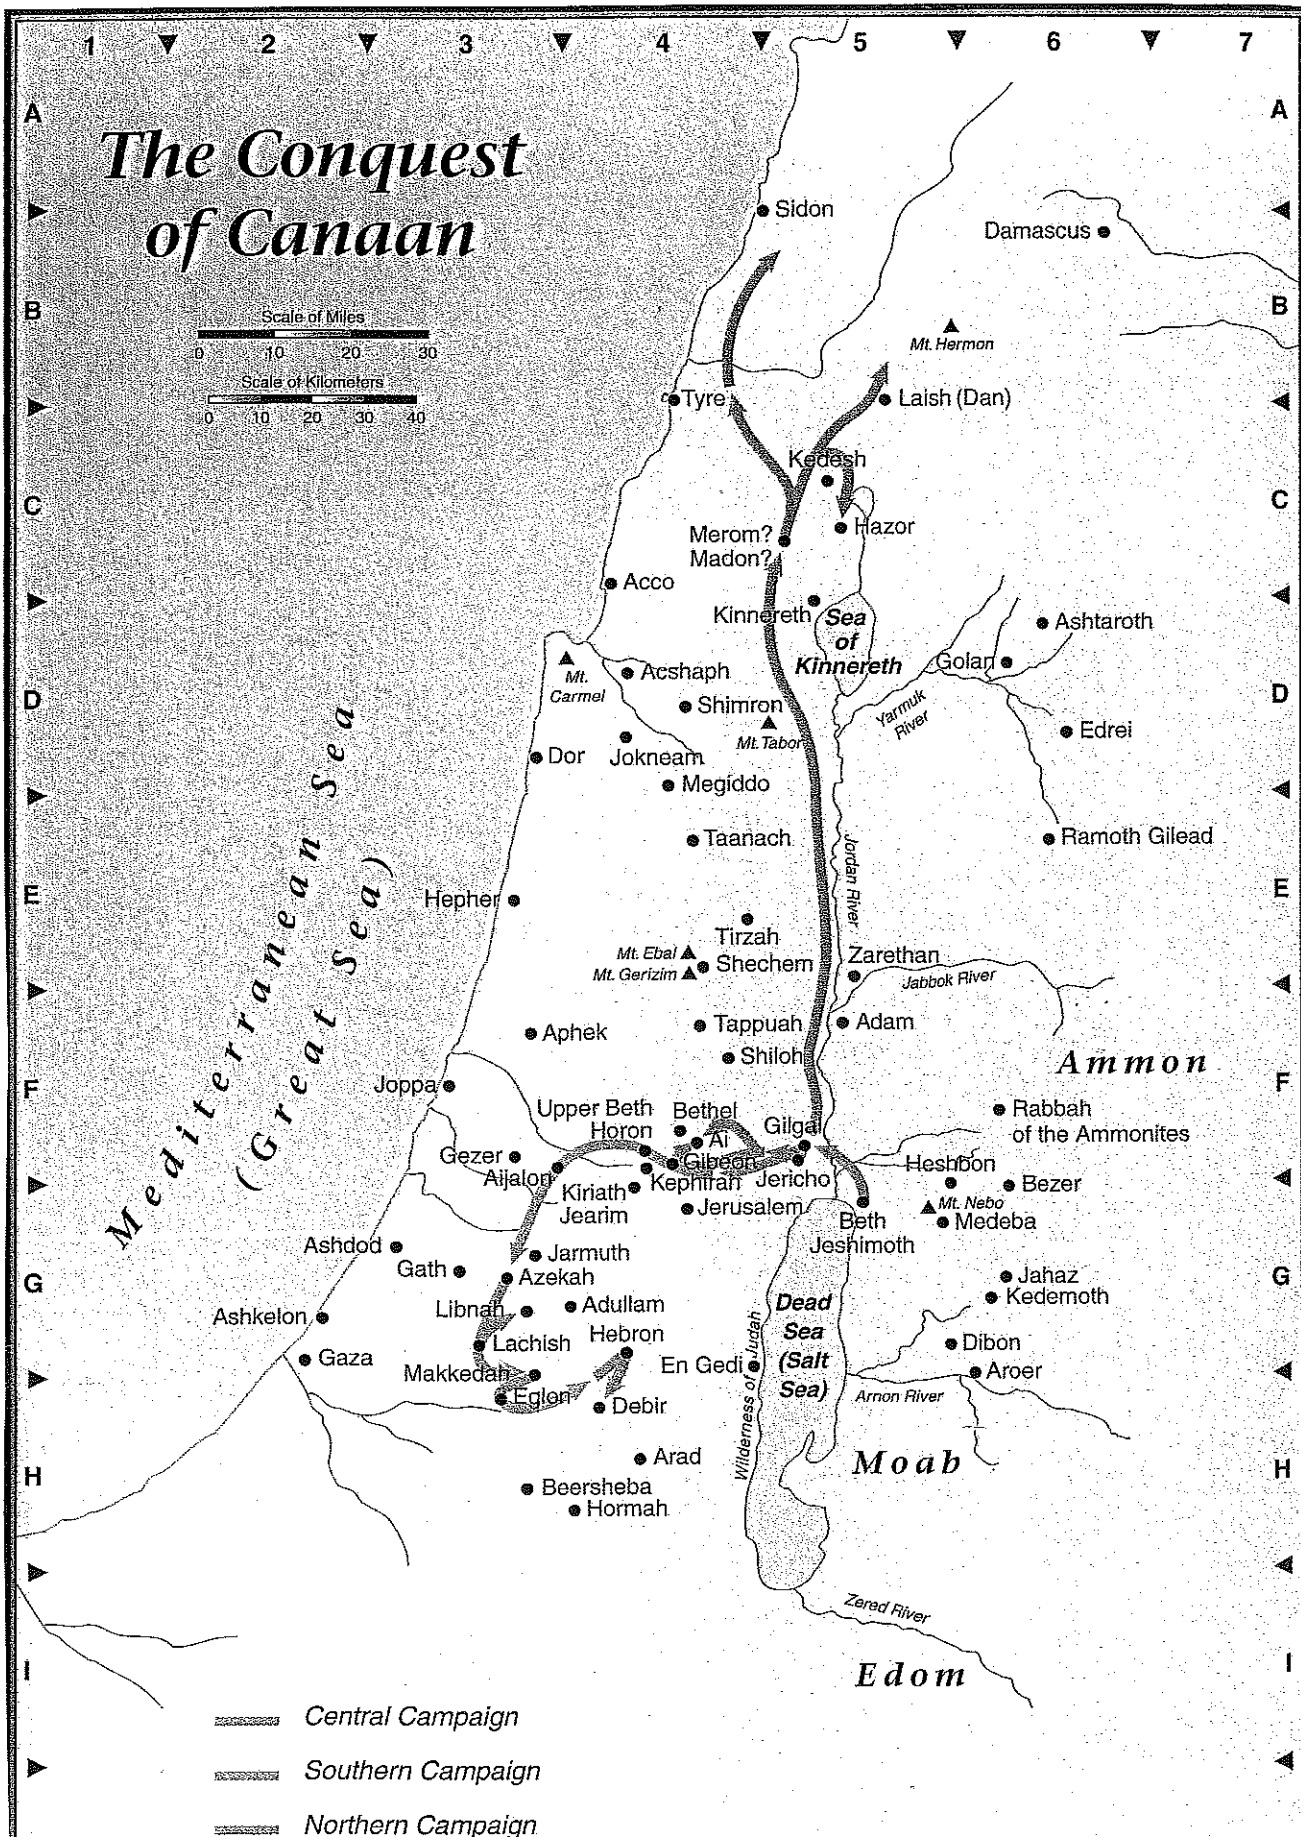 1 2 3 4 5 6 7
A A
The Conquest
of Canaan
Sidon
Damascus
B B
Scale of Miles
0 10 20 30
Mt. Hermon
Scale of Kilometers
0 10 20 30 40
Tyre
Laish (Dan)
Kedesh
C C
Hazor
Merom?
Madon?
Acco
Kinnereth
Sea
of
Kinnereth
Ashtaroth
Golan
Mt.
Carmel
Acshaph
D D
Shimron
Yarmuk
River
Mt. Tabor
Edrei
Dor
Jokneam
Megiddo
Mediterranean Sea
(Great Sea)
Taanach
Jordan River
Ramoth Gilead
E E
Hepher
Tirzah
Mt. Ebal
Mt. Gerizim
Shechem
Zarethan
Jabbok River
Aphek
Tappuah
Adam
Shiloh
Ammon
F F
Joppa
Upper Beth
Horon
Bethel
Ai
Gilgal
Rabbah
of the Ammonites
Gezer
Gibeon
Heshbon
Aijalon
Kephirah
Jericho
Kiriath
Jearim
Bezer
Jerusalem
Mt. Nebo
Beth
Jeshimoth
Medeba
Ashdod
Jarmuth
Gath
Azekah
G G
Jahaz
Kedemoth
Libnah
Adullam
Dead
Sea
(Salt
Sea)
Ashkelon
Lachish
Hebron
Dibon
Gaza
Makkedah
En Gedi
Wilderness of Judah
Aroer
Eglon
Debir
Arnon River
Arad
Moab
H H
Beersheba
Hormah
Zered River
I I
Edom
Central Campaign
Southern Campaign
Northern Campaign